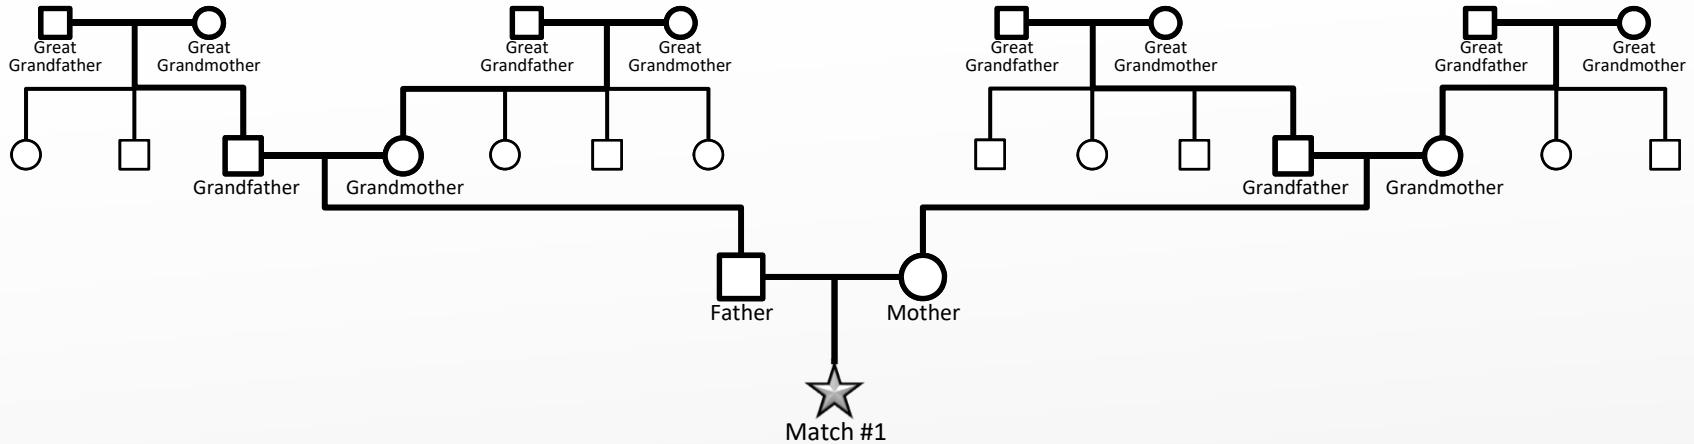 Great
Grandfather
Great
Grandmother
Great
Grandfather
Great
Grandmother
Great
Grandfather
Great
Grandmother
Great
Grandfather
Great
Grandmother
Grandfather
Grandmother
Grandfather
Grandmother
Father
Mother
Match #1